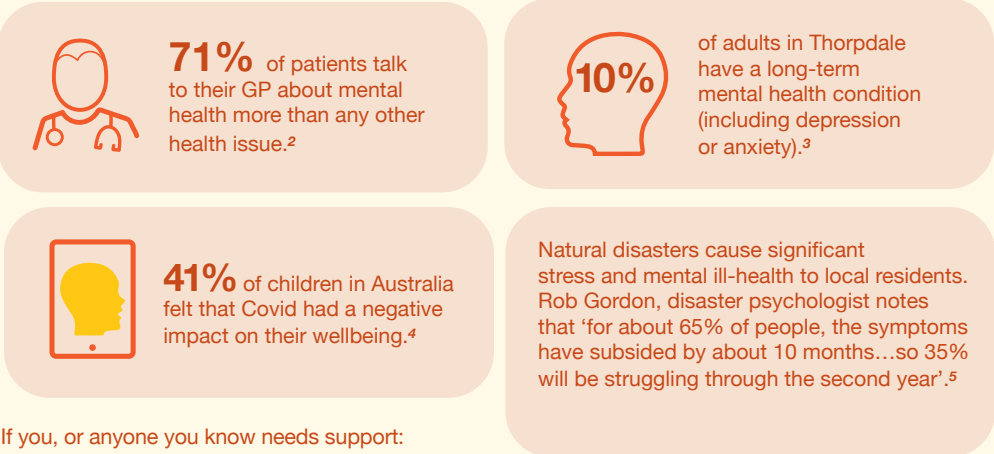 71% of patients talk
to their GP about mental
health more than any other
health issue.2
10%
of adults in Thorpdale
have a long-term
mental health condition
(including depression
or anxiety).3
41% of children in Australia
felt that Covid had a negative
impact on their wellbeing.4
Natural disasters cause significant
stress and mental ill-health to local residents.
Rob Gordon, disaster psychologist notes
that ‘for about 65% of people, the symptoms
have subsided by about 10 months…so 35%
will be struggling through the second year’.5
If you, or anyone you know needs support: